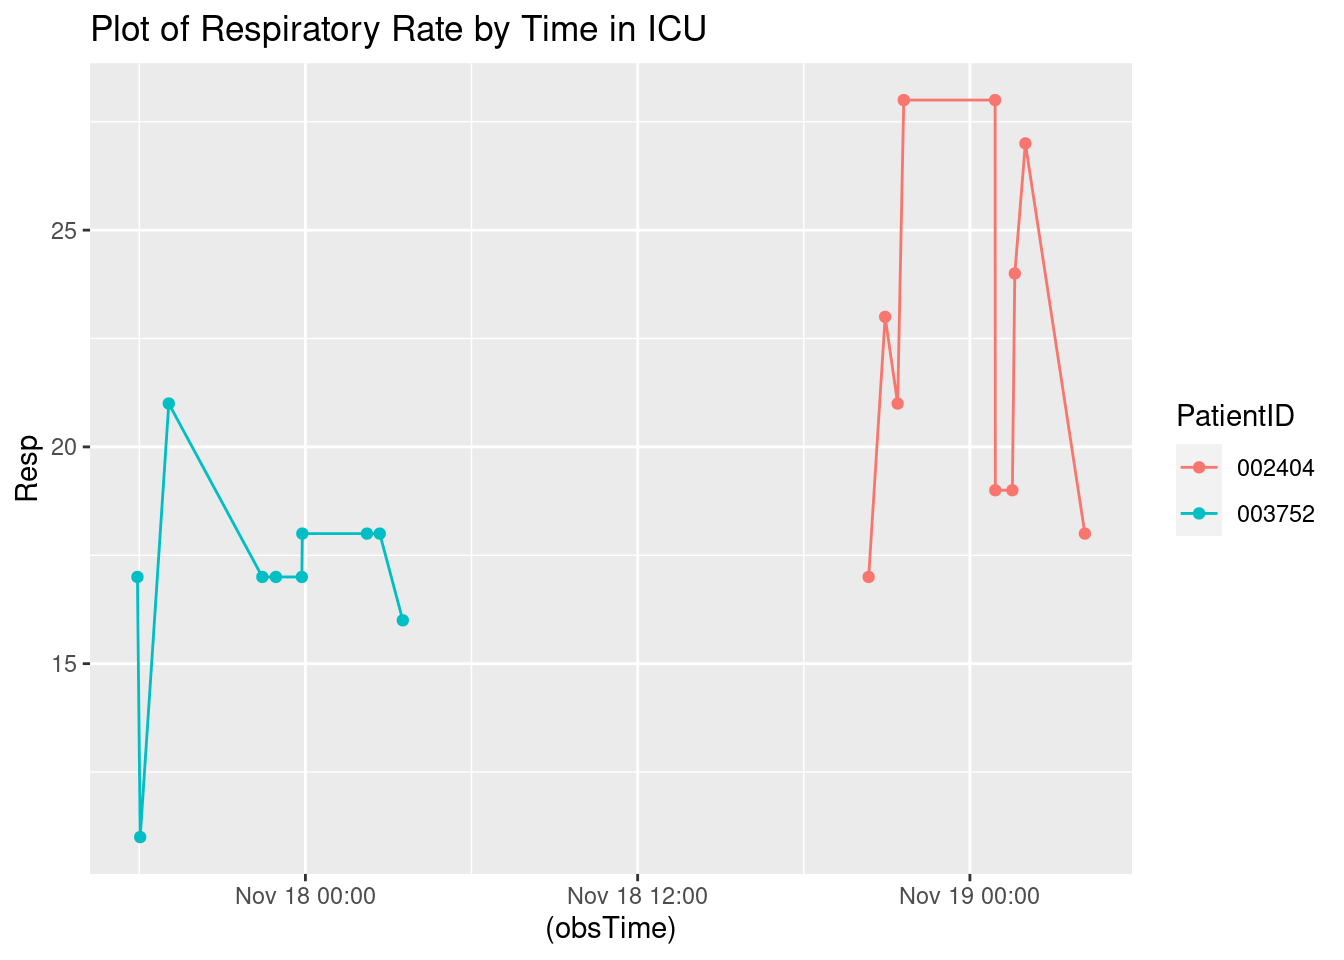 Plot of Respiratory Rate by Time in ICU
Resp
25
20
15
Nov 18 00:00
Nov 18 12:00
Nov 19 00:00
(obsTime)
PatientID
002404
003752